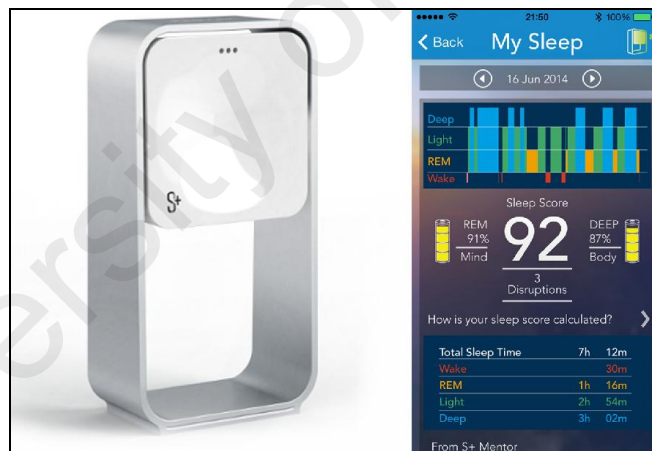 S+
21:50 100%
Back My Sleep
16 Jun 2014
Deep
Light
REM
Wake
Sleep Score
REM
91%
Mind
92
DEEP
87%
Body
3
Disruptions
How is your sleep score calculated?
Total Sleep Time 7h 12m
Wake 30m
REM 1h 16m
Light 2h 54m
Deep 3h 02m
From S+ Mentor
ersity o